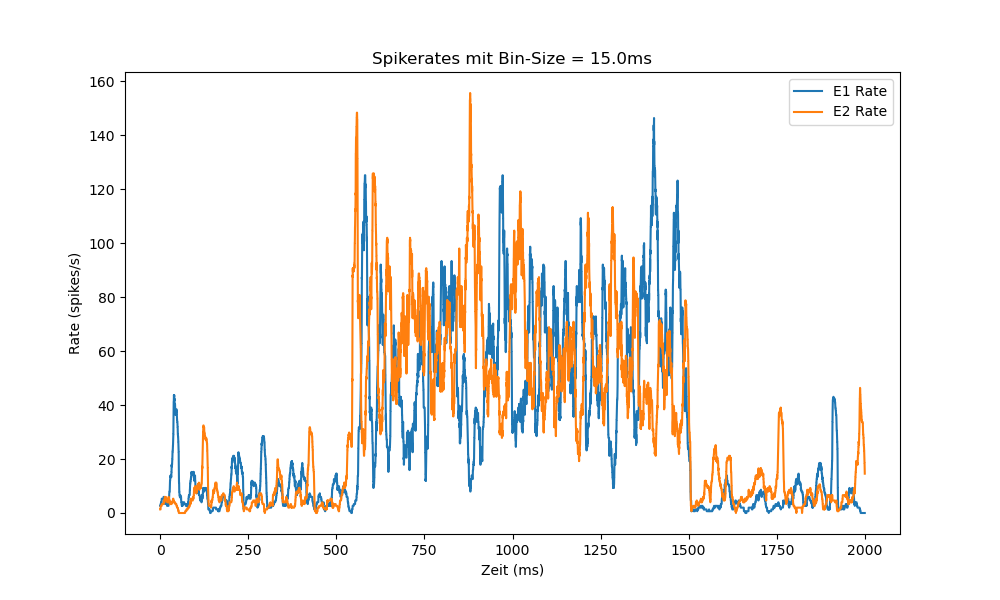 Spikerates mit Bin-Size = 15.0ms
E1 Rate
E2 Rate
160
140
120
100
80
60
40
20
0
Rate (spikes/s)
0 250 500 750 1000 1250 1500 1750 2000
Zeit (ms)